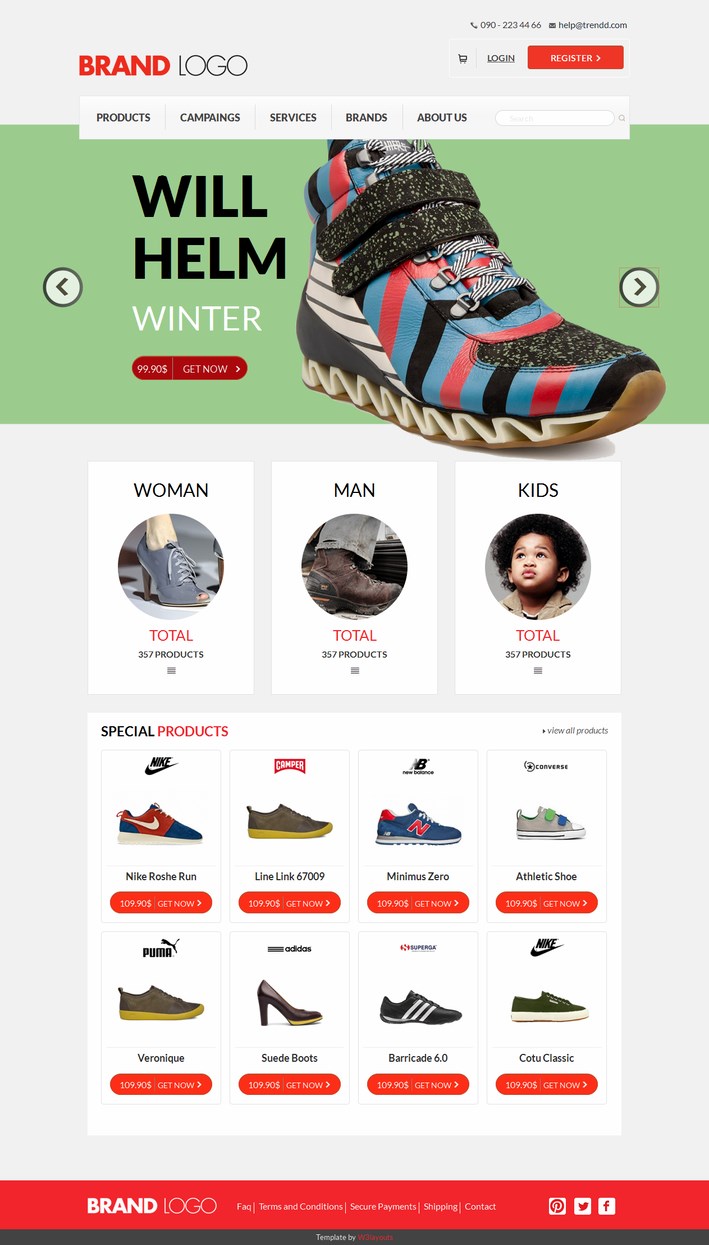 090 - 223 44 66 help@trendd.com
BRAND LOGO
LOGIN REGISTER
PRODUCTS CAMPAINGS SERVICES BRANDS ABOUT US Search
WILL
HELM
WINTER
99.90$ GET NOW
WOMAN MAN KIDS
TOTAL TOTAL TOTAL
357 PRODUCTS 357 PRODUCTS 357 PRODUCTS
SPECIAL PRODUCTS view all products
NIKE CAMPER NB new balance CONVERSE
N
Nike Roshe Run Line Link 67009 Minimus Zero Athletic Shoe
109.90$ GET NOW 109.90$ GET NOW 109.90$ GET NOW 109.90$ GET NOW
PUMA adidas SUPERGA NIKE
Veronique Suede Boots Barricade 6.0 Cotu Classic
109.90$ GET NOW 109.90$ GET NOW 109.90$ GET NOW 109.90$ GET NOW
BRAND LOGO Faq Terms and Conditions Secure Payments Shipping Contact
Template by W3layouts